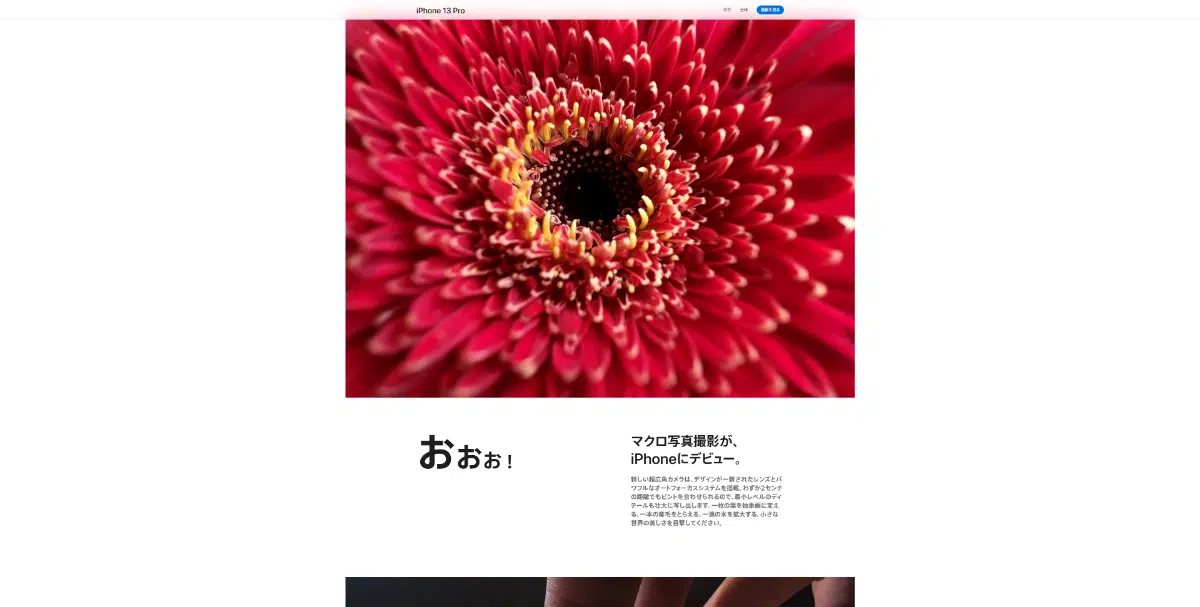 iPhone 13 Pro
概要
仕様
価格を見る
おぉぉ！
マクロ写真撮影が、
iPhoneにデビュー。
新しい超広角カメラは、デザインが一新されたレンズとパ
ワフルなオートフォーカスシステムを搭載。わずか2センチ
の距離でもピントを合わせられるので、最小レベルのディ
テールも壮大に写し出します。一枚の葉を抽象画に変え
る。一本の産毛をとらえる。一滴の水を拡大する。小さな
世界の美しさを目撃してください。